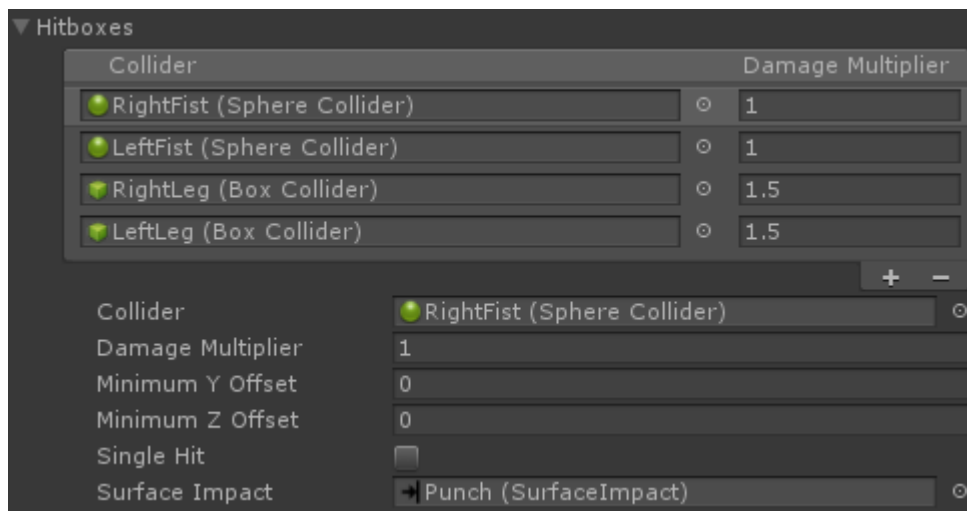 Hitboxes
Collider Damage Multiplier
RightFist (Sphere Collider) 1
LeftFist (Sphere Collider) 1
RightLeg (Box Collider) 1.5
LeftLeg (Box Collider) 1.5
+ −
Collider RightFist (Sphere Collider)
Damage Multiplier 1
Minimum Y Offset 0
Minimum Z Offset 0
Single Hit
Surface Impact Punch (SurfaceImpact)